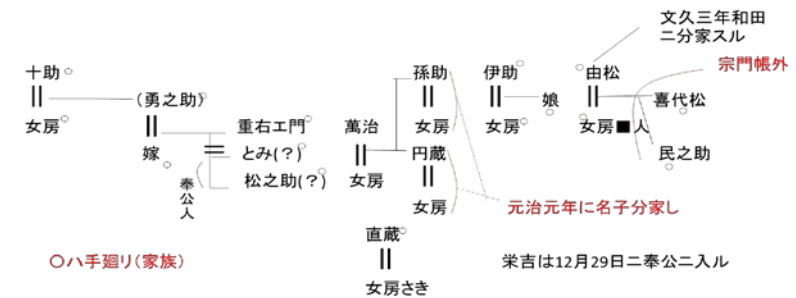 文久三年和田
ニ分家スル
宗門帳外
十助○
女房○
(勇之助)○
嫁○
奉公人
重右エ門○
とみ(?)○
松之助(?)○
萬治
女房
孫助○
女房○
円蔵
女房
伊助○
女房○
娘○
○由松
○女房■人
喜代松○
民之助○
元治元年に名子分家し
直蔵○
女房さき
〇ハ手廻リ(家族)
栄吉は12月29日ニ奉公ニ入ル